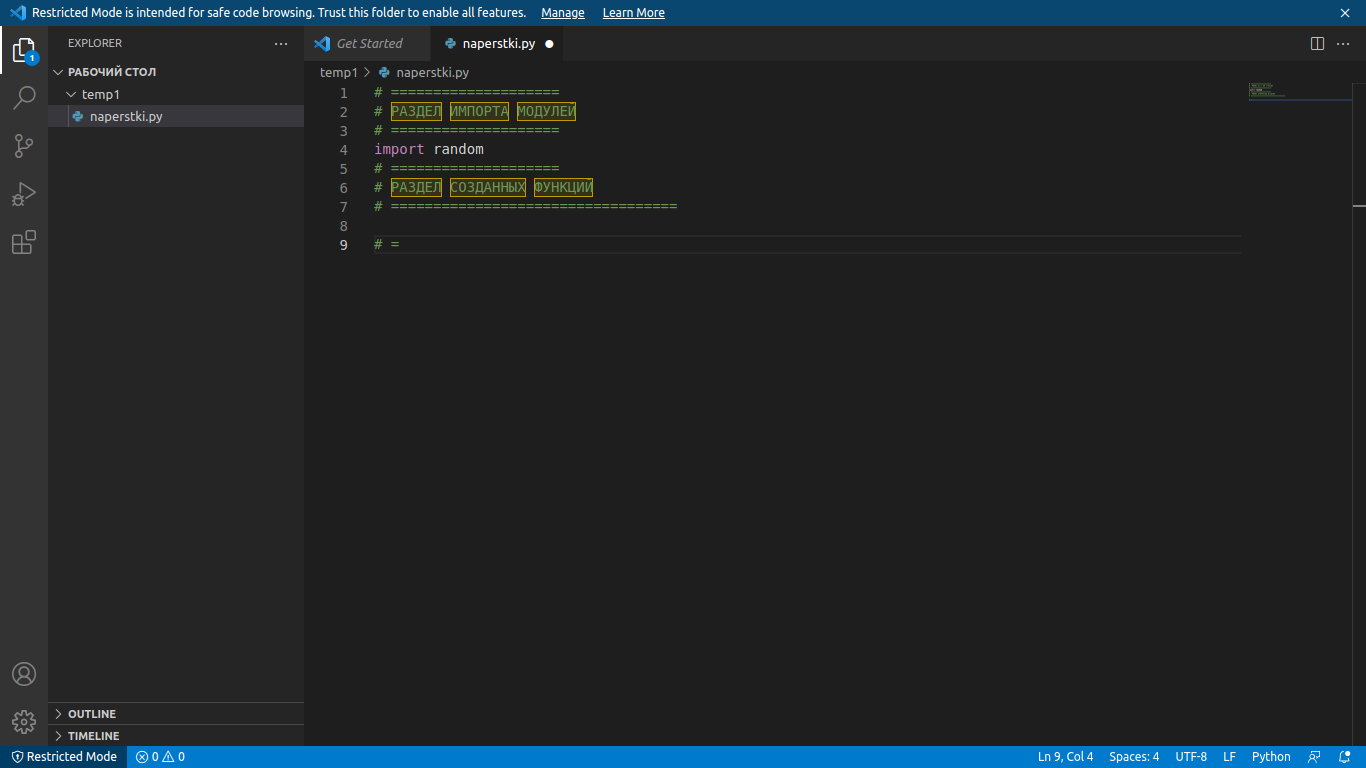 Restricted Mode is intended for safe code browsing. Trust this folder to enable all features. Manage Learn More
EXPLORER
РАБОЧИЙ СТОЛ
temp1
naperstki.py
OUTLINE
TIMELINE
Get Started
naperstki.py
temp1 > naperstki.py
1 # ====================
2 # РАЗДЕЛ ИМПОРТА МОДУЛЕЙ
3 # ====================
4 import random
5 # ====================
6 # РАЗДЕЛ СОЗДАННЫХ ФУНКЦИЙ
7 # ==================================
8
9 # =
1
Restricted Mode 0 0 Ln 9, Col 4 Spaces: 4 UTF-8 LF Python